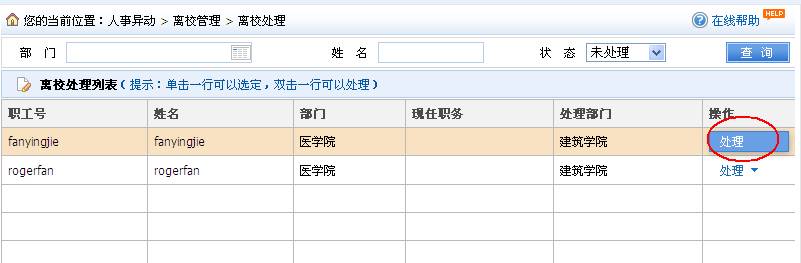 您的当前位置：人事异动 > 离校管理 > 离校处理 在线帮助 HELP
部 门 姓 名 状 态 未处理 查 询
离校处理列表（提示：单击一行可以选定，双击一行可以处理）
职工号 姓名 部门 现任职务 处理部门 操作
fanyingjie fanyingjie 医学院 建筑学院 处理
rogerfan rogerfan 医学院 建筑学院 处理